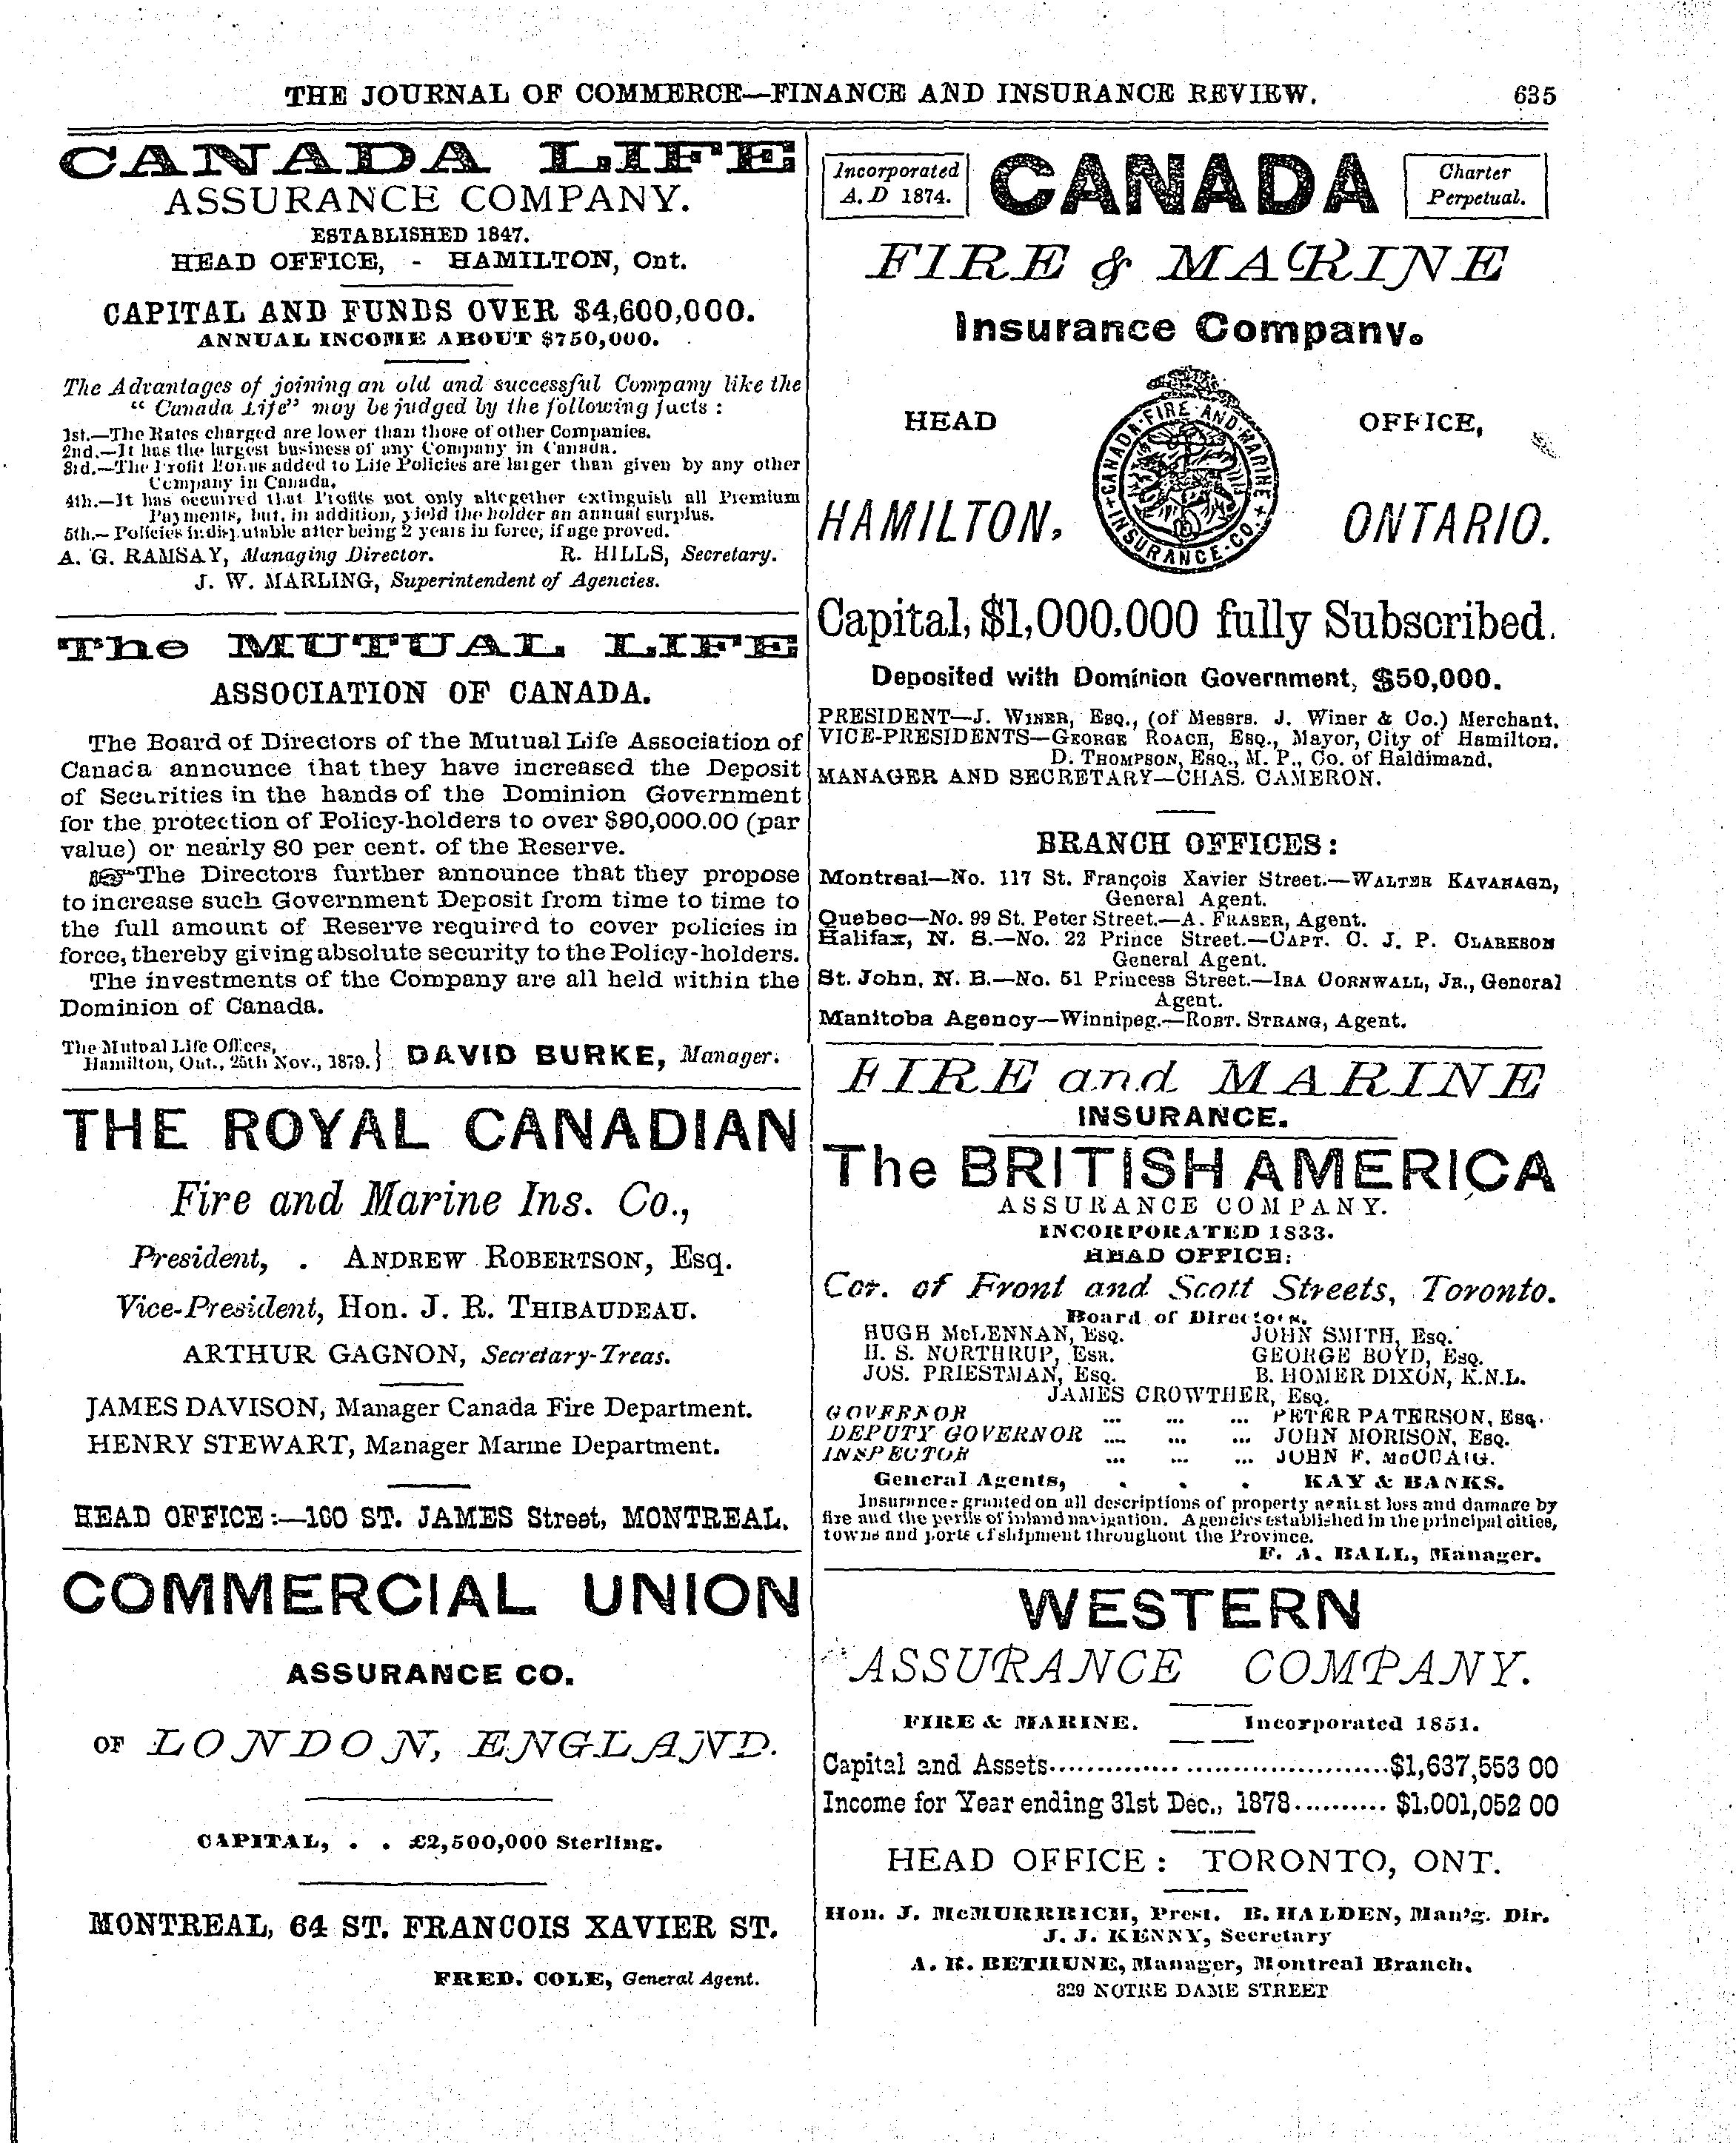 THE JOURNAL OF COMMERCE—FINANCE AND INSURANCE REVIEW. 635
CANADA LIFE
ASSURANCE COMPANY.
ESTABLISHED 1847.
HEAD OFFICE, - HAMILTON, Ont.
CAPITAL AND FUNDS OVER $4,600,000.
ANNUAL INCOME ABOUT $750,000.
The Advantages of joining an old and successful Company like the
“Canada Life” may be judged by the following facts:
1st.—The Rates charged are lower than those of other Companies.
2nd.—It has the largest business of any Company in Canada.
3rd.—The Profit Bonus added to Life Policies are larger than given by any other
Company in Canada.
4th.—It has occurred that Profits not only altogether extinguish all Premium
Payments, but, in addition, yield the holder an annual surplus.
5th.—Policies indisputable after being 2 years in force, if age proved.
A. G. RAMSAY, Managing Director. R. HILLS, Secretary.
J. W. MARLING, Superintendent of Agencies.
The MUTUAL LIFE
ASSOCIATION OF CANADA.
The Board of Directors of the Mutual Life Association of
Canada announce that they have increased the Deposit
of Securities in the hands of the Dominion Government
for the protection of Policy-holders to over $90,000.00 (par
value) or nearly 80 per cent. of the Reserve.
☞The Directors further announce that they propose
to increase such Government Deposit from time to time to
the full amount of Reserve required to cover policies in
force, thereby giving absolute security to the Policy-holders.
The investments of the Company are all held within the
Dominion of Canada.
The Mutual Life Offices,
Hamilton, Ont., 25th Nov., 1879. } DAVID BURKE, Manager.
THE ROYAL CANADIAN
Fire and Marine Ins. Co.,
President, . ANDREW ROBERTSON, Esq.
Vice-President, Hon. J. R. THIBAUDEAU.
ARTHUR GAGNON, Secretary-Treas.
JAMES DAVISON, Manager Canada Fire Department.
HENRY STEWART, Manager Marine Department.
HEAD OFFICE:—160 ST. JAMES Street, MONTREAL.
COMMERCIAL UNION
ASSURANCE CO.
OF LONDON, ENGLAND.
CAPITAL, . . £2,500,000 Sterling.
MONTREAL, 64 ST. FRANCOIS XAVIER ST.
FRED. COLE, General Agent.
Incorporated
A.D 1874.
CANADA
Charter
Perpetual.
FIRE & MARINE
Insurance Company.
HEAD OFFICE,
CANADA·FIRE·AND·MARINE
INSURANCE·CO.
HAMILTON, ONTARIO.
Capital, $1,000,000 fully Subscribed.
Deposited with Dominion Government, $50,000.
PRESIDENT—J. WINER, ESQ., (of Messrs. J. Winer & Co.) Merchant.
VICE-PRESIDENTS—GEORGE ROACH, ESQ., Mayor, City of Hamilton.
D. THOMPSON, ESQ., M. P., Co. of Haldimand.
MANAGER AND SECRETARY—CHAS. CAMERON.
BRANCH OFFICES:
Montreal—No. 117 St. François Xavier Street.—WALTER KAVANAGH,
General Agent.
Quebec—No. 99 St. Peter Street.—A. FRASER, Agent.
Halifax, N. S.—No. 22 Prince Street.—CAPT. C. J. P. CLARKSON
General Agent.
St. John, N. B.—No. 51 Princess Street.—IRA CORNWALL, JR., General
Agent.
Manitoba Agency—Winnipeg.—ROBT. STRANG, Agent.
FIRE and MARINE
INSURANCE.
The BRITISH AMERICA
ASSURANCE COMPANY.
INCORPORATED 1833.
HEAD OFFICE:
Cor. of Front and Scott Streets, Toronto.
Board of Directors.
HUGH McLENNAN, ESQ. JOHN SMITH, ESQ.
H. S. NORTHRUP, ESQ. GEORGE BOYD, ESQ.
JOS. PRIESTMAN, ESQ. B. HOMER DIXON, K.N.L.
JAMES CROWTHER, ESQ.
GOVERNOR ... ... ... PETER PATERSON, ESQ.
DEPUTY GOVERNOR ... ... ... JOHN MORISON, ESQ.
INSPECTOR ... ... ... JOHN F. McCUAIG.
General Agents, . . . KAY & BANKS.
Insurances granted on all descriptions of property against loss and damage by
fire and the perils of inland navigation. Agencies established in the principal cities,
towns and ports of shipment throughout the Province.
F. A. BALL, Manager.
WESTERN
ASSURANCE COMPANY.
FIRE & MARINE. Incorporated 1851.
Capital and Assets....................................$1,637,553 00
Income for Year ending 31st Dec., 1878.......... $1,001,052 00
HEAD OFFICE: TORONTO, ONT.
Hon. J. McMURRRICH, Prest. B. HALDEN, Man’g. Dir.
J. J. KENNY, Secretary
A. R. BETHUNE, Manager, Montreal Branch,
329 NOTRE DAME STREET